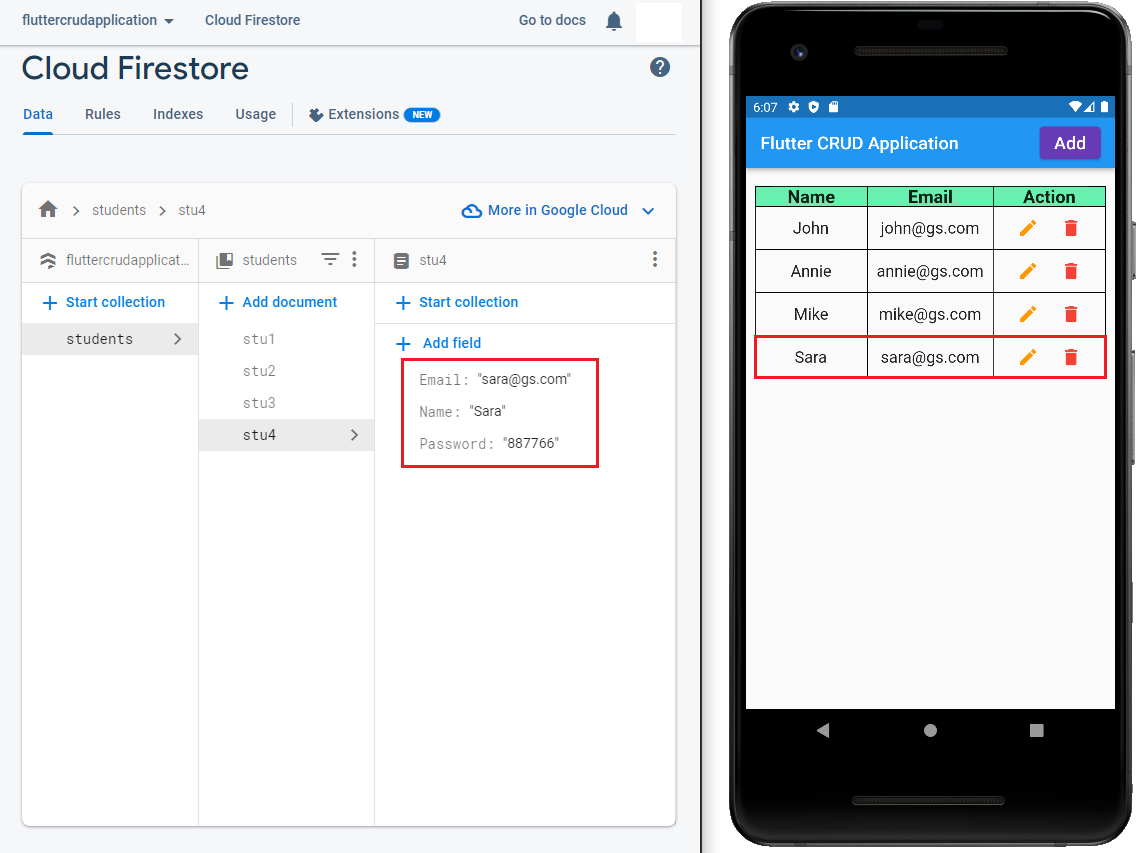 fluttercrudapplication Cloud Firestore Go to docs
Cloud Firestore
Data Rules Indexes Usage Extensions NEW
students stu4 More in Google Cloud
fluttercrudapplicat... students stu4
Start collection Add document Start collection
students
stu1
stu2
stu3
stu4
Add field
Email: "sara@gs.com"
Name: "Sara"
Password: "887766"
6:07
Flutter CRUD Application Add
Name Email Action
John john@gs.com
Annie annie@gs.com
Mike mike@gs.com
Sara sara@gs.com